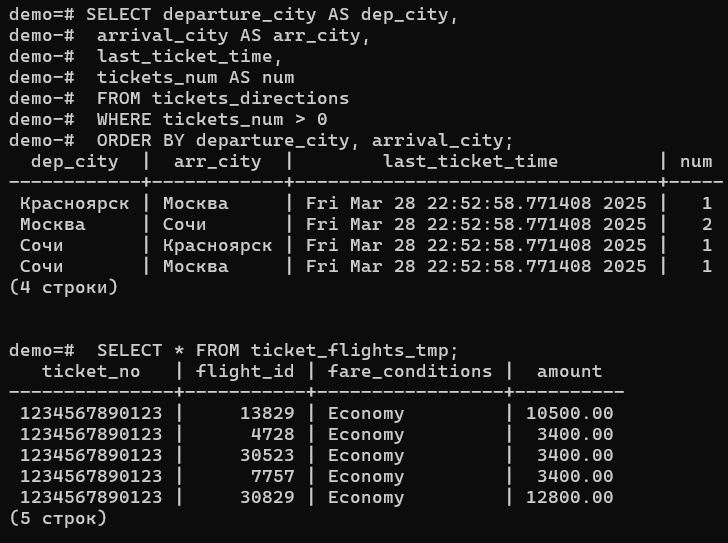 demo=# SELECT departure_city AS dep_city,
demo-#  arrival_city AS arr_city,
demo-#  last_ticket_time,
demo-#  tickets_num AS num
demo-#  FROM tickets_directions
demo-#  WHERE tickets_num > 0
demo-#  ORDER BY departure_city, arrival_city;
  dep_city  |  arr_city  |        last_ticket_time         | num
------------+------------+---------------------------------+-----
 Красноярск | Москва     | Fri Mar 28 22:52:58.771408 2025 |   1
 Москва     | Сочи       | Fri Mar 28 22:52:58.771408 2025 |   2
 Сочи       | Красноярск | Fri Mar 28 22:52:58.771408 2025 |   1
 Сочи       | Москва     | Fri Mar 28 22:52:58.771408 2025 |   1
(4 строки)
demo=#  SELECT * FROM ticket_flights_tmp;
   ticket_no   | flight_id | fare_conditions |  amount
---------------+-----------+-----------------+----------
 1234567890123 |     13829 | Economy         | 10500.00
 1234567890123 |      4728 | Economy         |  3400.00
 1234567890123 |     30523 | Economy         |  3400.00
 1234567890123 |      7757 | Economy         |  3400.00
 1234567890123 |     30829 | Economy         | 12800.00
(5 строк)